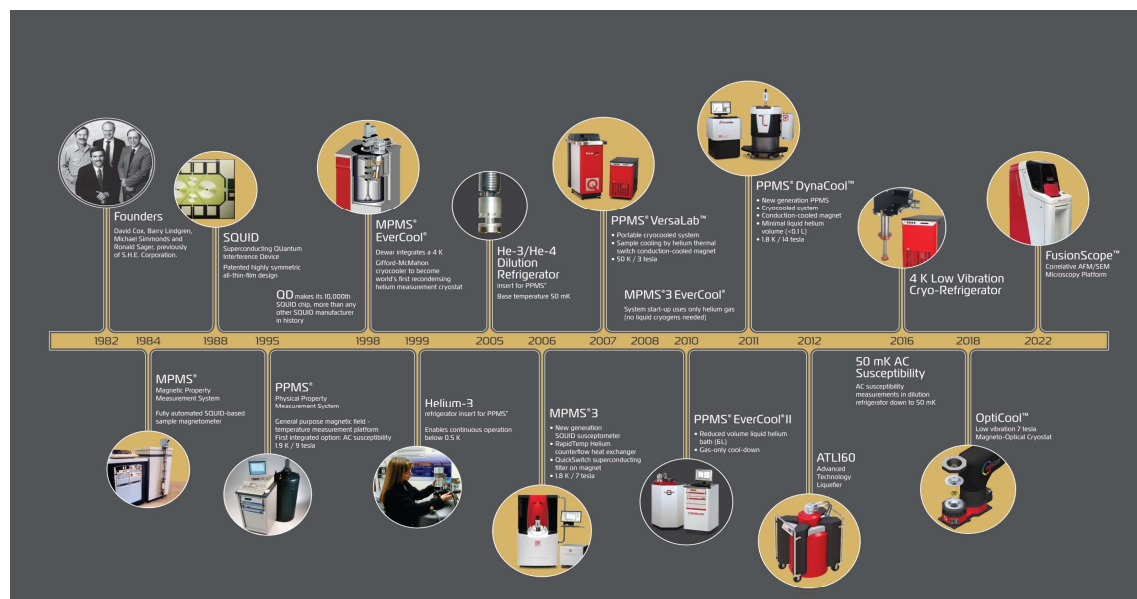 Founders
David Cox, Barry Lindgren,
Michael Simmonds and
Ronald Sager, previously
of S.H.E. Corporation.
SQUID
Superconducting QUantum
Interference Device
Patented highly symmetric
all-thin-film design
QD makes its 10,000th
SQUID chip, more than any
other SQUID manufacturer
in history
MPMS®
EverCool®
Dewar integrates a 4 K
Gifford-McMahon
cryocooler to become
world's first recondensing
helium measurement cryostat
He-3/He-4
Dilution
Refrigerator
insert for PPMS®
Base temperature 50 mK
PPMS® VersaLab™
• Portable cryocooled system
• Sample cooling by helium thermal
switch conduction-cooled magnet
• 50 K / 3 tesla
MPMS®3 EverCool®
System start-up uses only helium gas
(no liquid cryogens needed)
PPMS® DynaCool™
• New generation PPMS
• Cryocooled system
• Conduction-cooled magnet
• Minimal liquid helium
volume (<0.1 L)
• 1.8 K / 14 tesla
4 K Low Vibration
Cryo-Refrigerator
FusionScope™
Correlative AFM/SEM
Microscopy Platform
1982 1984 1988 1995 1998 1999 2005 2006 2007 2008 2010 2011 2012 2016 2018 2022
MPMS®
Magnetic Property
Measurement System
Fully automated SQUID-based
sample magnetometer
PPMS®
Physical Property
Measurement System
General purpose magnetic field -
temperature measurement platform
First integrated option: AC susceptibility
1.9 K / 9 tesla
Helium-3
refrigerator insert for PPMS®
Enables continuous operation
below 0.5 K
MPMS®3
• New generation
SQUID susceptometer
• RapidTemp Helium
counterflow heat exchanger
• QuickSwitch superconducting
filter on magnet
• 1.8 K / 7 tesla
PPMS® EverCool® II
• Reduced volume liquid helium
bath (6L)
• Gas-only cool-down
ATL160
Advanced
Technology
Liquefier
50 mK AC
Susceptibility
AC susceptibility
measurements in dilution
refrigerator down to 50 mK
OptiCool™
Low vibration 7 tesla
Magneto-Optical Cryostat